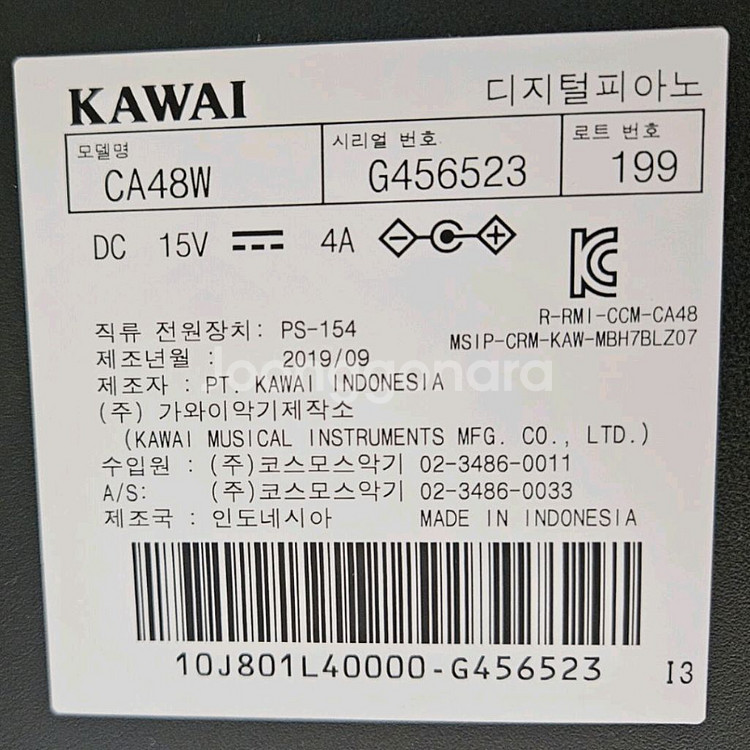 KAWAI 디지털피아노
모델명 시리얼 번호 로트 번호
CA48W G456523 199
DC 15V 4A
R-RMI-CCM-CA48
MSIP-CRM-KAW-MBH7BLZ07
직류 전원장치: PS-154
제조년월 : 2019/09
제조자 : PT. KAWAI INDONESIA
(주) 가와이악기제작소
(KAWAI MUSICAL INSTRUMENTS MFG. CO., LTD.)
수입원 : (주)코스모스악기 02-3486-0011
A/S: (주)코스모스악기 02-3486-0033
제조국 : 인도네시아 MADE IN INDONESIA
10J801L40000-G456523 I3
Joonggonara